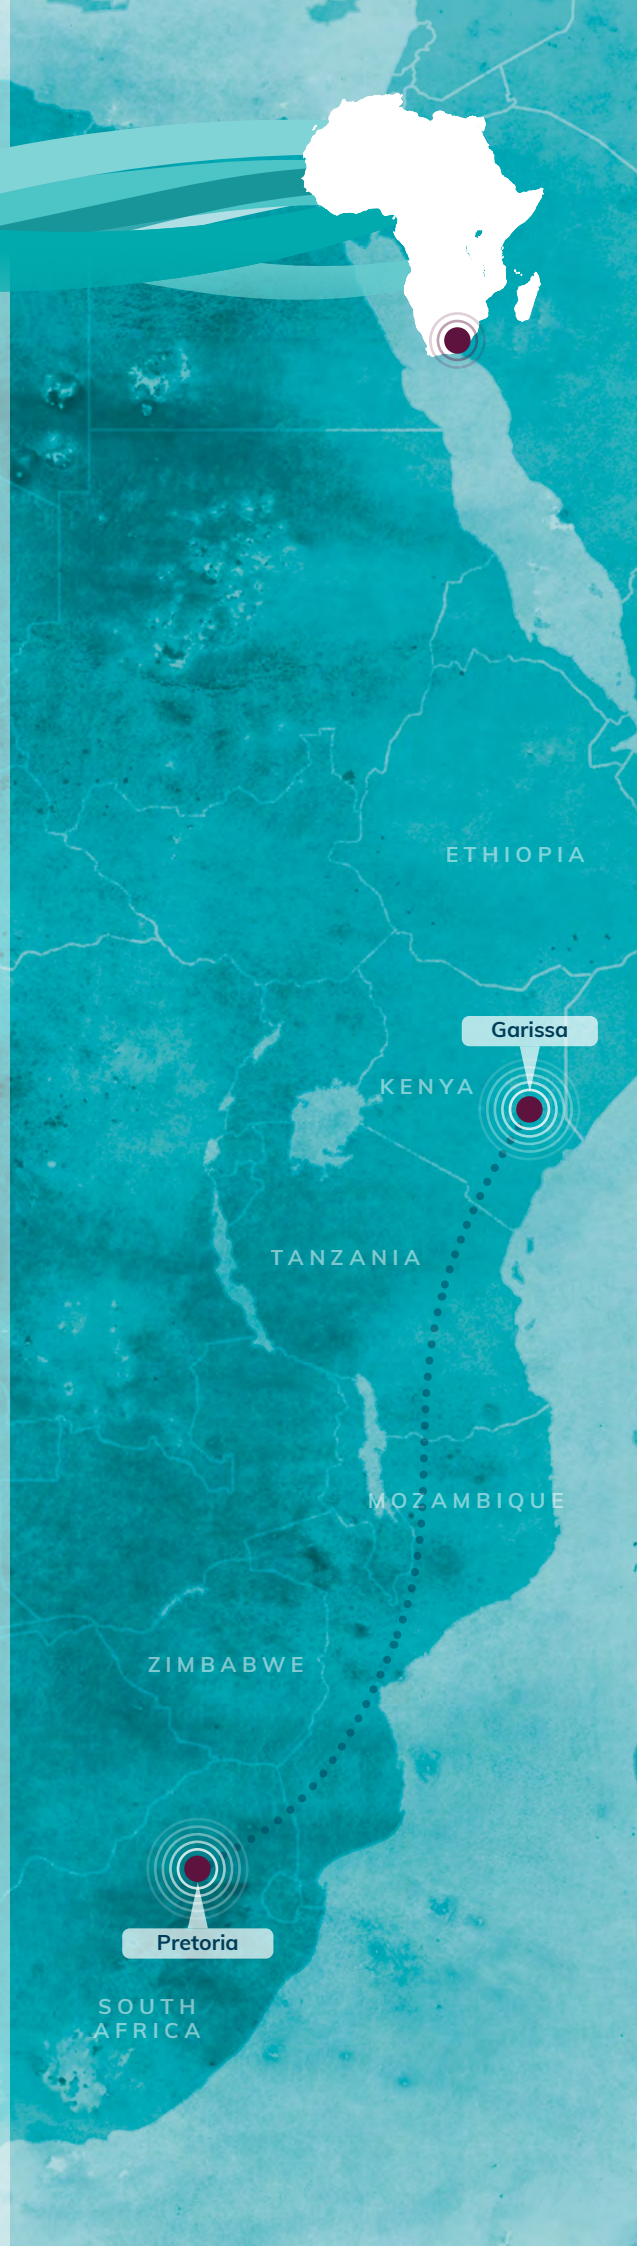 ETHIOPIA
Garissa
KENYA
TANZANIA
MOZAMBIQUE
ZIMBABWE
Pretoria
SOUTH
AFRICA